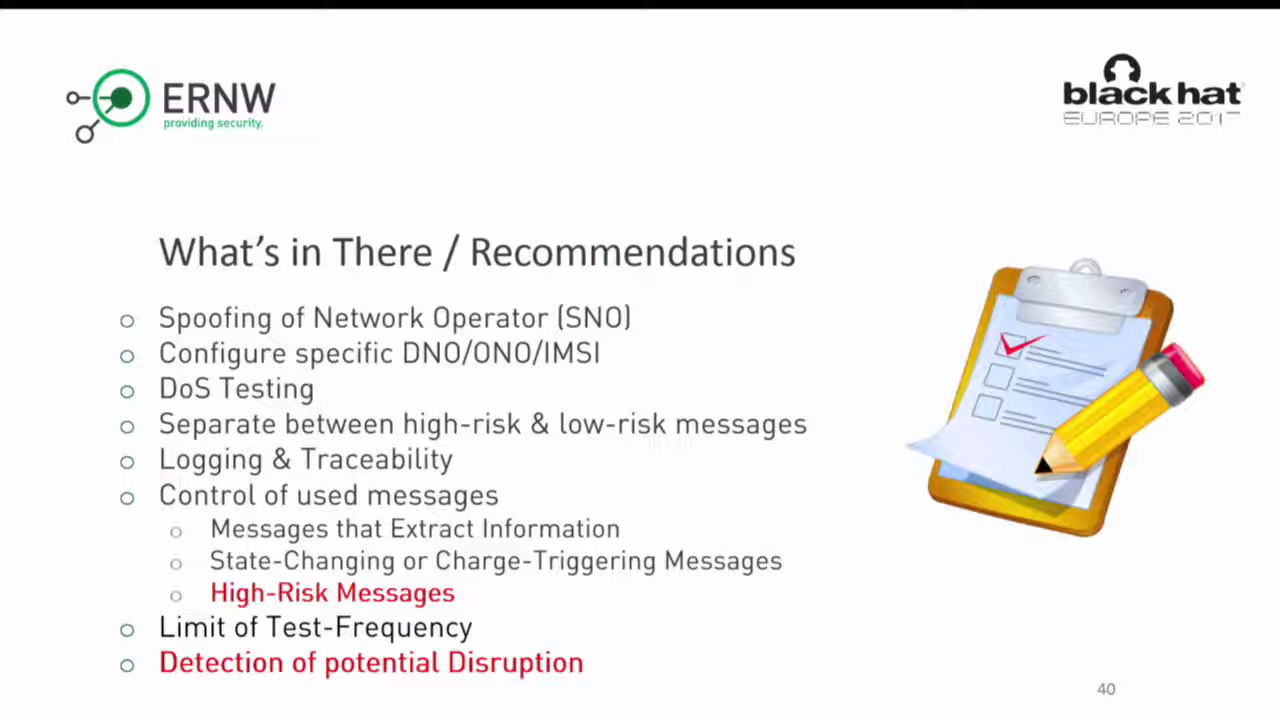 ERNW
providing security.
black hat
EUROPE 2017
What's in There / Recommendations
Spoofing of Network Operator (SNO)
Configure specific DNO/ONO/IMSI
DoS Testing
Separate between high-risk & low-risk messages
Logging & Traceability
Control of used messages
Messages that Extract Information
State-Changing or Charge-Triggering Messages
High-Risk Messages
Limit of Test-Frequency
Detection of potential Disruption
40